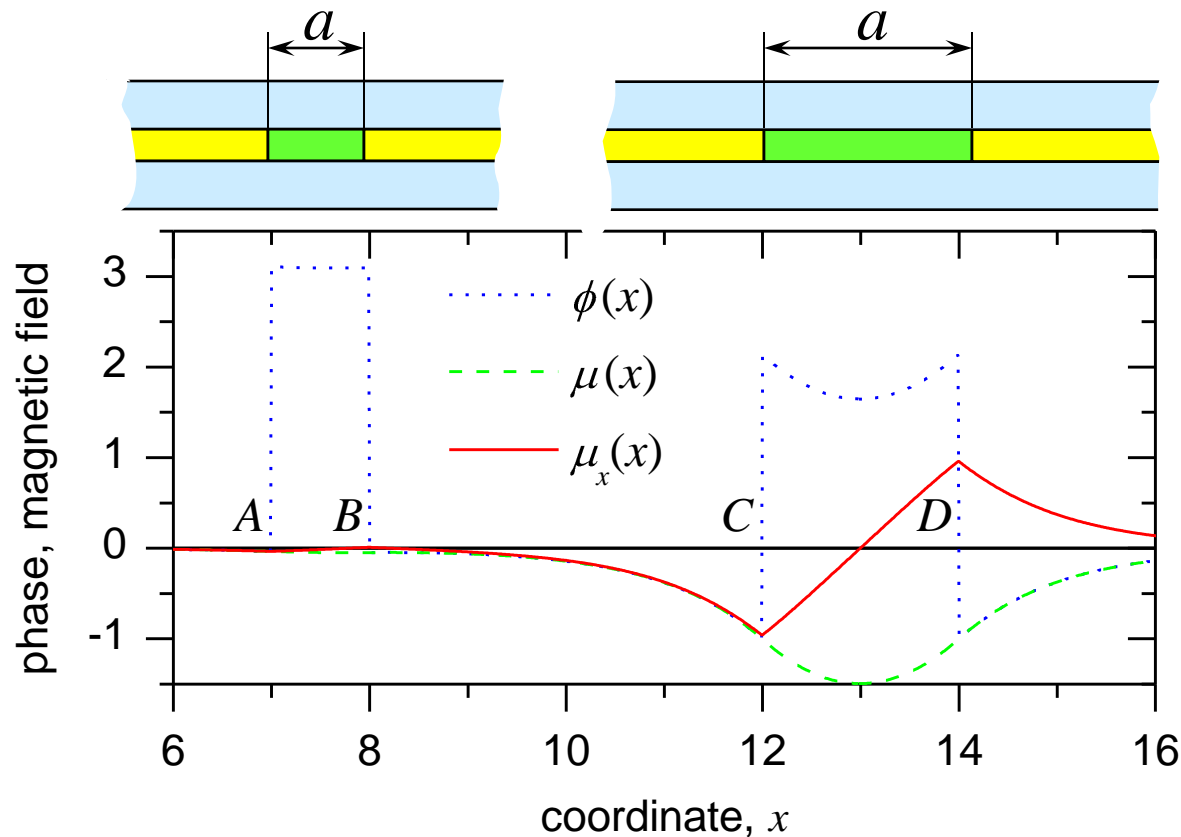 a a
phase, magnetic field
3
2
1
0
-1
ϕ(x)
μ(x)
μₓ(x)
A B C D
6 8 10 12 14 16
coordinate, x